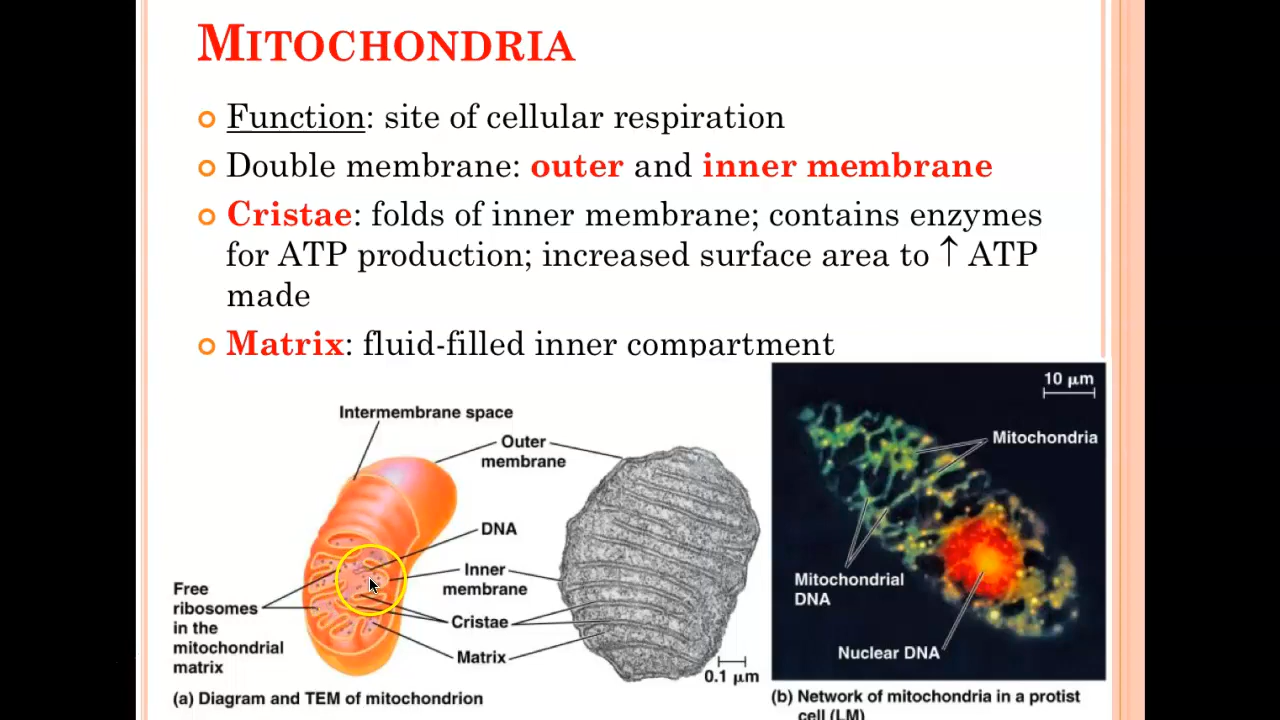 MITOCHONDRIA
Function: site of cellular respiration
Double membrane: outer and inner membrane
Cristae: folds of inner membrane; contains enzymes
for ATP production; increased surface area to ↑ ATP
made
Matrix: fluid-filled inner compartment
Intermembrane space
Outer
membrane
DNA
Inner
membrane
Free
ribosomes
in the
mitochondrial
matrix
Cristae
Matrix
0.1 μm
(a) Diagram and TEM of mitochondrion
10 μm
Mitochondria
Mitochondrial
DNA
Nuclear DNA
(b) Network of mitochondria in a protist
cell (LM)